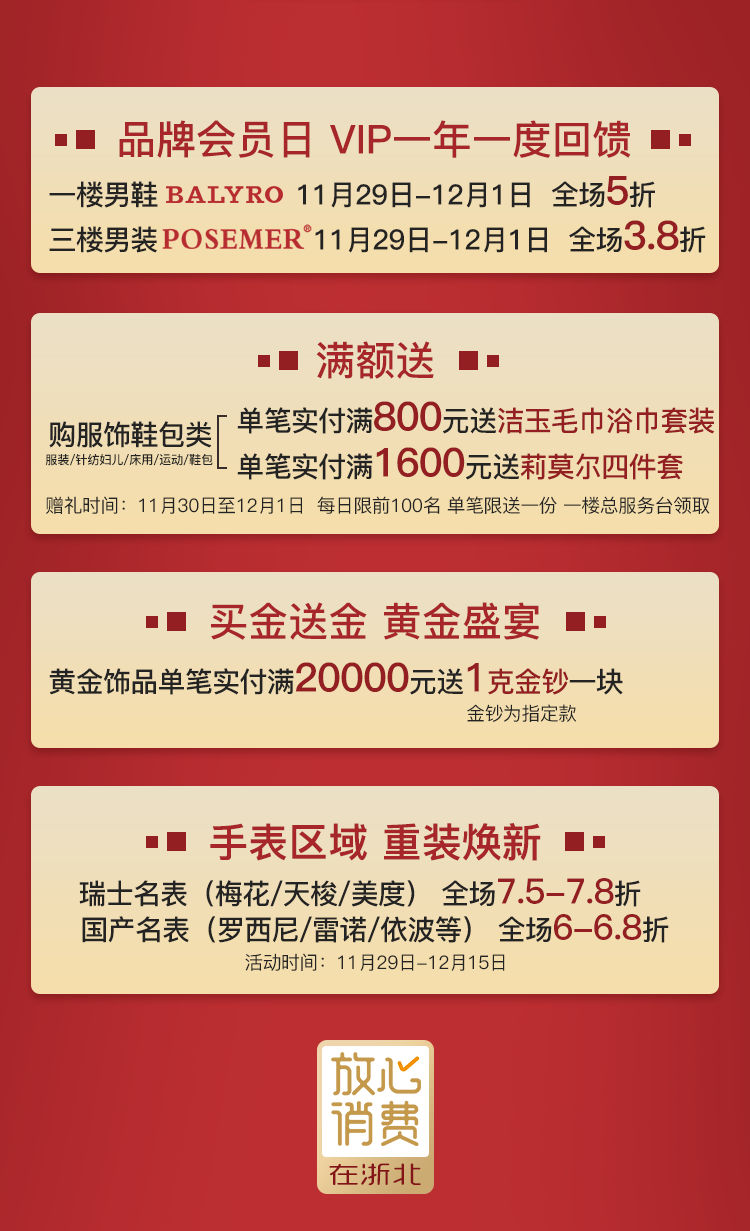 品牌会员日 VIP一年一度回馈
一楼男鞋 BALYRO 11月29日-12月1日 全场5折
三楼男装 POSEMER® 11月29日-12月1日 全场3.8折
满额送
购服饰鞋包类
服装/针纺妇儿/床用/运动/鞋包
单笔实付满800元送洁玉毛巾浴巾套装
单笔实付满1600元送莉莫尔四件套
赠礼时间：11月30日至12月1日 每日限前100名 单笔限送一份 一楼总服务台领取
买金送金 黄金盛宴
黄金饰品单笔实付满20000元送1克金钞一块
金钞为指定款
手表区域 重装焕新
瑞士名表（梅花/天梭/美度） 全场7.5-7.8折
国产名表（罗西尼/雷诺/依波等） 全场6-6.8折
活动时间：11月29日-12月15日
放心
消费
在浙北